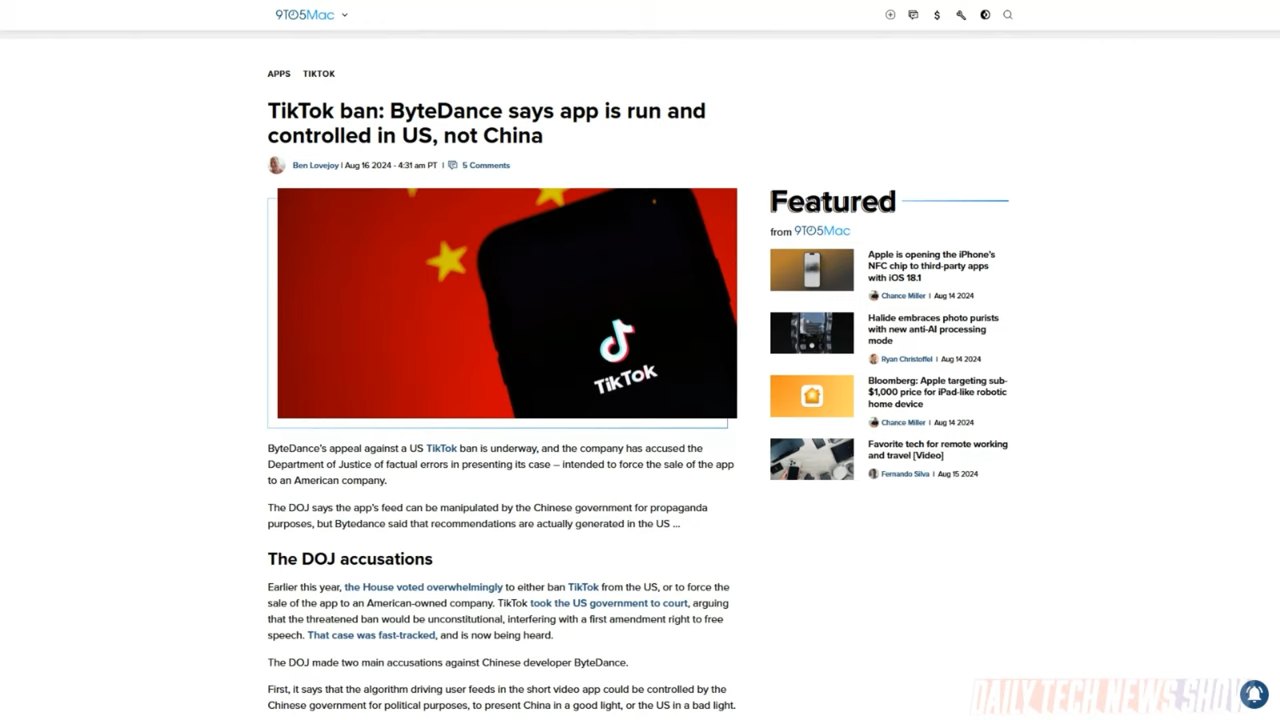 9TO5Mac
APPS TIKTOK
TikTok ban: ByteDance says app is run and
controlled in US, not China
Ben Lovejoy | Aug 16 2024 - 4:31 am PT | 5 Comments
TikTok
ByteDance's appeal against a US TikTok ban is underway, and the company has accused the
Department of Justice of factual errors in presenting its case – intended to force the sale of the app
to an American company.
The DOJ says the app's feed can be manipulated by the Chinese government for propaganda
purposes, but Bytedance said that recommendations are actually generated in the US ...
The DOJ accusations
Earlier this year, the House voted overwhelmingly to either ban TikTok from the US, or to force the
sale of the app to an American-owned company. TikTok took the US government to court, arguing
that the threatened ban would be unconstitutional, interfering with a first amendment right to free
speech. That case was fast-tracked, and is now being heard.
The DOJ made two main accusations against Chinese developer ByteDance.
First, it says that the algorithm driving user feeds in the short video app could be controlled by the
Chinese government for political purposes, to present China in a good light, or the US in a bad light.
Featured
from 9TO5Mac
Apple is opening the iPhone's
NFC chip to third-party apps
with iOS 18.1
Chance Miller | Aug 14 2024
Halide embraces photo purists
with new anti-AI processing
mode
Ryan Christoffel | Aug 14 2024
Bloomberg: Apple targeting sub-
$1,000 price for iPad-like robotic
home device
Chance Miller | Aug 14 2024
Favorite tech for remote working
and travel [Video]
Fernando Silva | Aug 15 2024
DAILY TECH NEWS SHOW